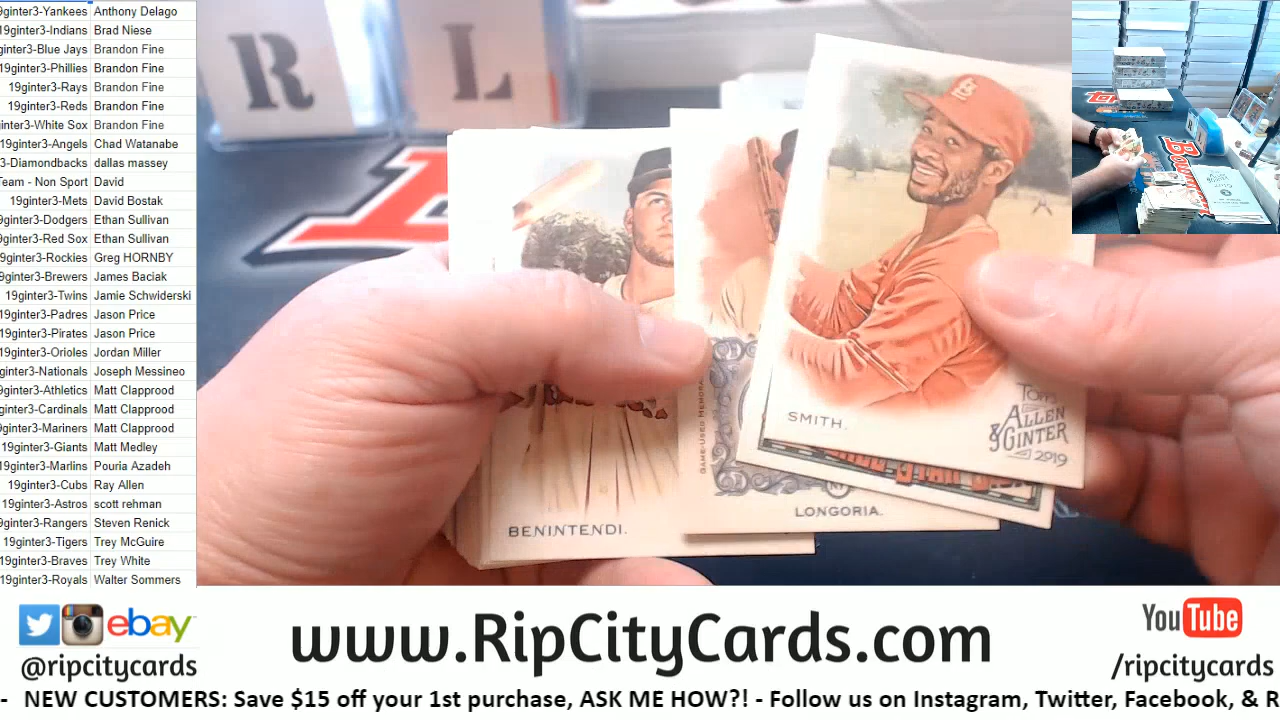 9ginter3-Yankees Anthony Delago
19ginter3-Indians Brad Niese
ginter3-Blue Jays Brandon Fine
ginter3-Phillies Brandon Fine
19ginter3-Rays Brandon Fine
19ginter3-Reds Brandon Fine
inter3-White Sox Brandon Fine
19ginter3-Angels Chad Watanabe
3-Diamondbacks dallas massey
Team - Non Sport David
19ginter3-Mets David Bostak
ginter3-Dodgers Ethan Sullivan
ginter3-Red Sox Ethan Sullivan
9ginter3-Rockies Greg HORNBY
ginter3-Brewers James Baciak
19ginter3-Twins Jamie Schwiderski
19ginter3-Padres Jason Price
19ginter3-Pirates Jason Price
19ginter3-Orioles Jordan Miller
ginter3-Nationals Joseph Messineo
9ginter3-Athletics Matt Clapprood
ginter3-Cardinals Matt Clapprood
ginter3-Mariners Matt Clapprood
19ginter3-Giants Matt Medley
19ginter3-Marlins Pouria Azadeh
19ginter3-Cubs Ray Allen
19ginter3-Astros scott rehman
9ginter3-Rangers Steven Renick
19ginter3-Tigers Trey McGuire
9ginter3-Braves Trey White
19ginter3-Royals Walter Sommers
R L
SMITH.
Topps
ALLEN
& GINTER
2019
GAME-USED MEMORA
LONGORIA.
BENINTENDI.
ebay
@ripcitycards
www.RipCityCards.com
YouTube
/ripcitycards
- NEW CUSTOMERS: Save $15 off your 1st purchase, ASK ME HOW?! - Follow us on Instagram, Twitter, Facebook, & R